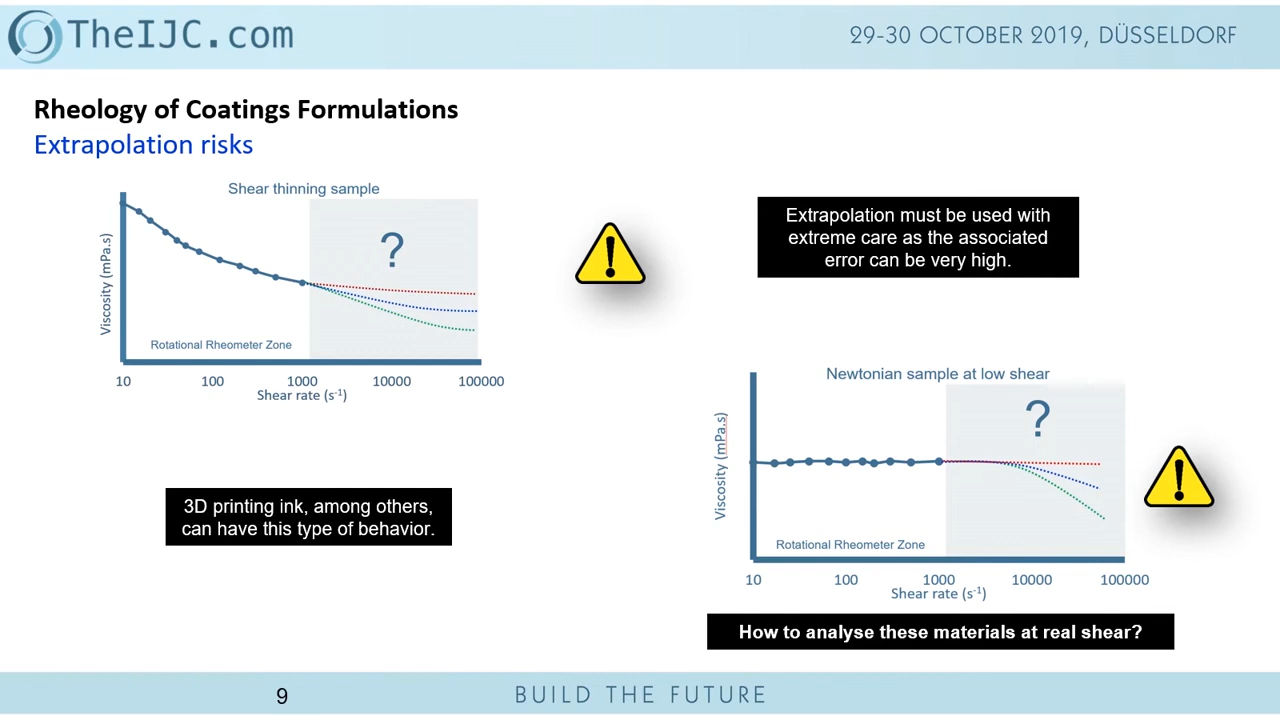 TheIJC.com
29-30 OCTOBER 2019, DÜSSELDORF
Rheology of Coatings Formulations
Extrapolation risks
Shear thinning sample
?
Viscosity (mPa.s)
Rotational Rheometer Zone
10 100 1000 10000 100000
Shear rate (s⁻¹)
3D printing ink, among others,
can have this type of behavior.
Extrapolation must be used with
extreme care as the associated
error can be very high.
Newtonian sample at low shear
?
Viscosity (mPa.s)
Rotational Rheometer Zone
10 100 1000 10000 100000
Shear rate (s⁻¹)
How to analyse these materials at real shear?
9
BUILD THE FUTURE